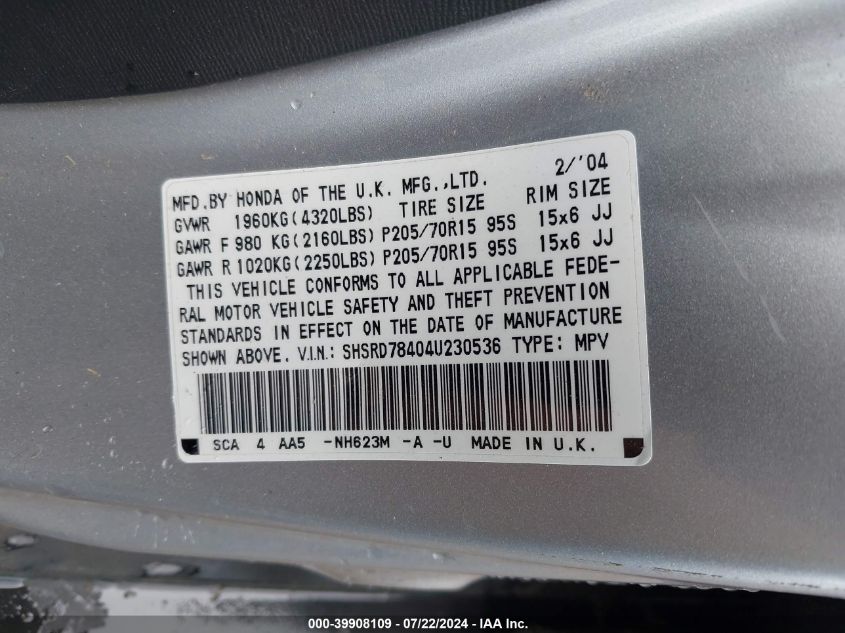 MFD.BY HONDA OF THE U.K. MFG.,LTD. 2/'04
GVWR 1960KG(4320LBS) TIRE SIZE RIM SIZE
GAWR F 980 KG(2160LBS) P205/70R15 95S 15x6 JJ
GAWR R 1020KG(2250LBS) P205/70R15 95S 15x6 JJ
THIS VEHICLE CONFORMS TO ALL APPLICABLE FEDE-
RAL MOTOR VEHICLE SAFETY AND THEFT PREVENTION
STANDARDS IN EFFECT ON THE DATE OF MANUFACTURE
SHOWN ABOVE. V.I.N.: SHSRD78404U230536 TYPE: MPV
SCA 4 AA5 -NH623M -A -U MADE IN U.K.
000-39908109 - 07/22/2024 - IAA Inc.